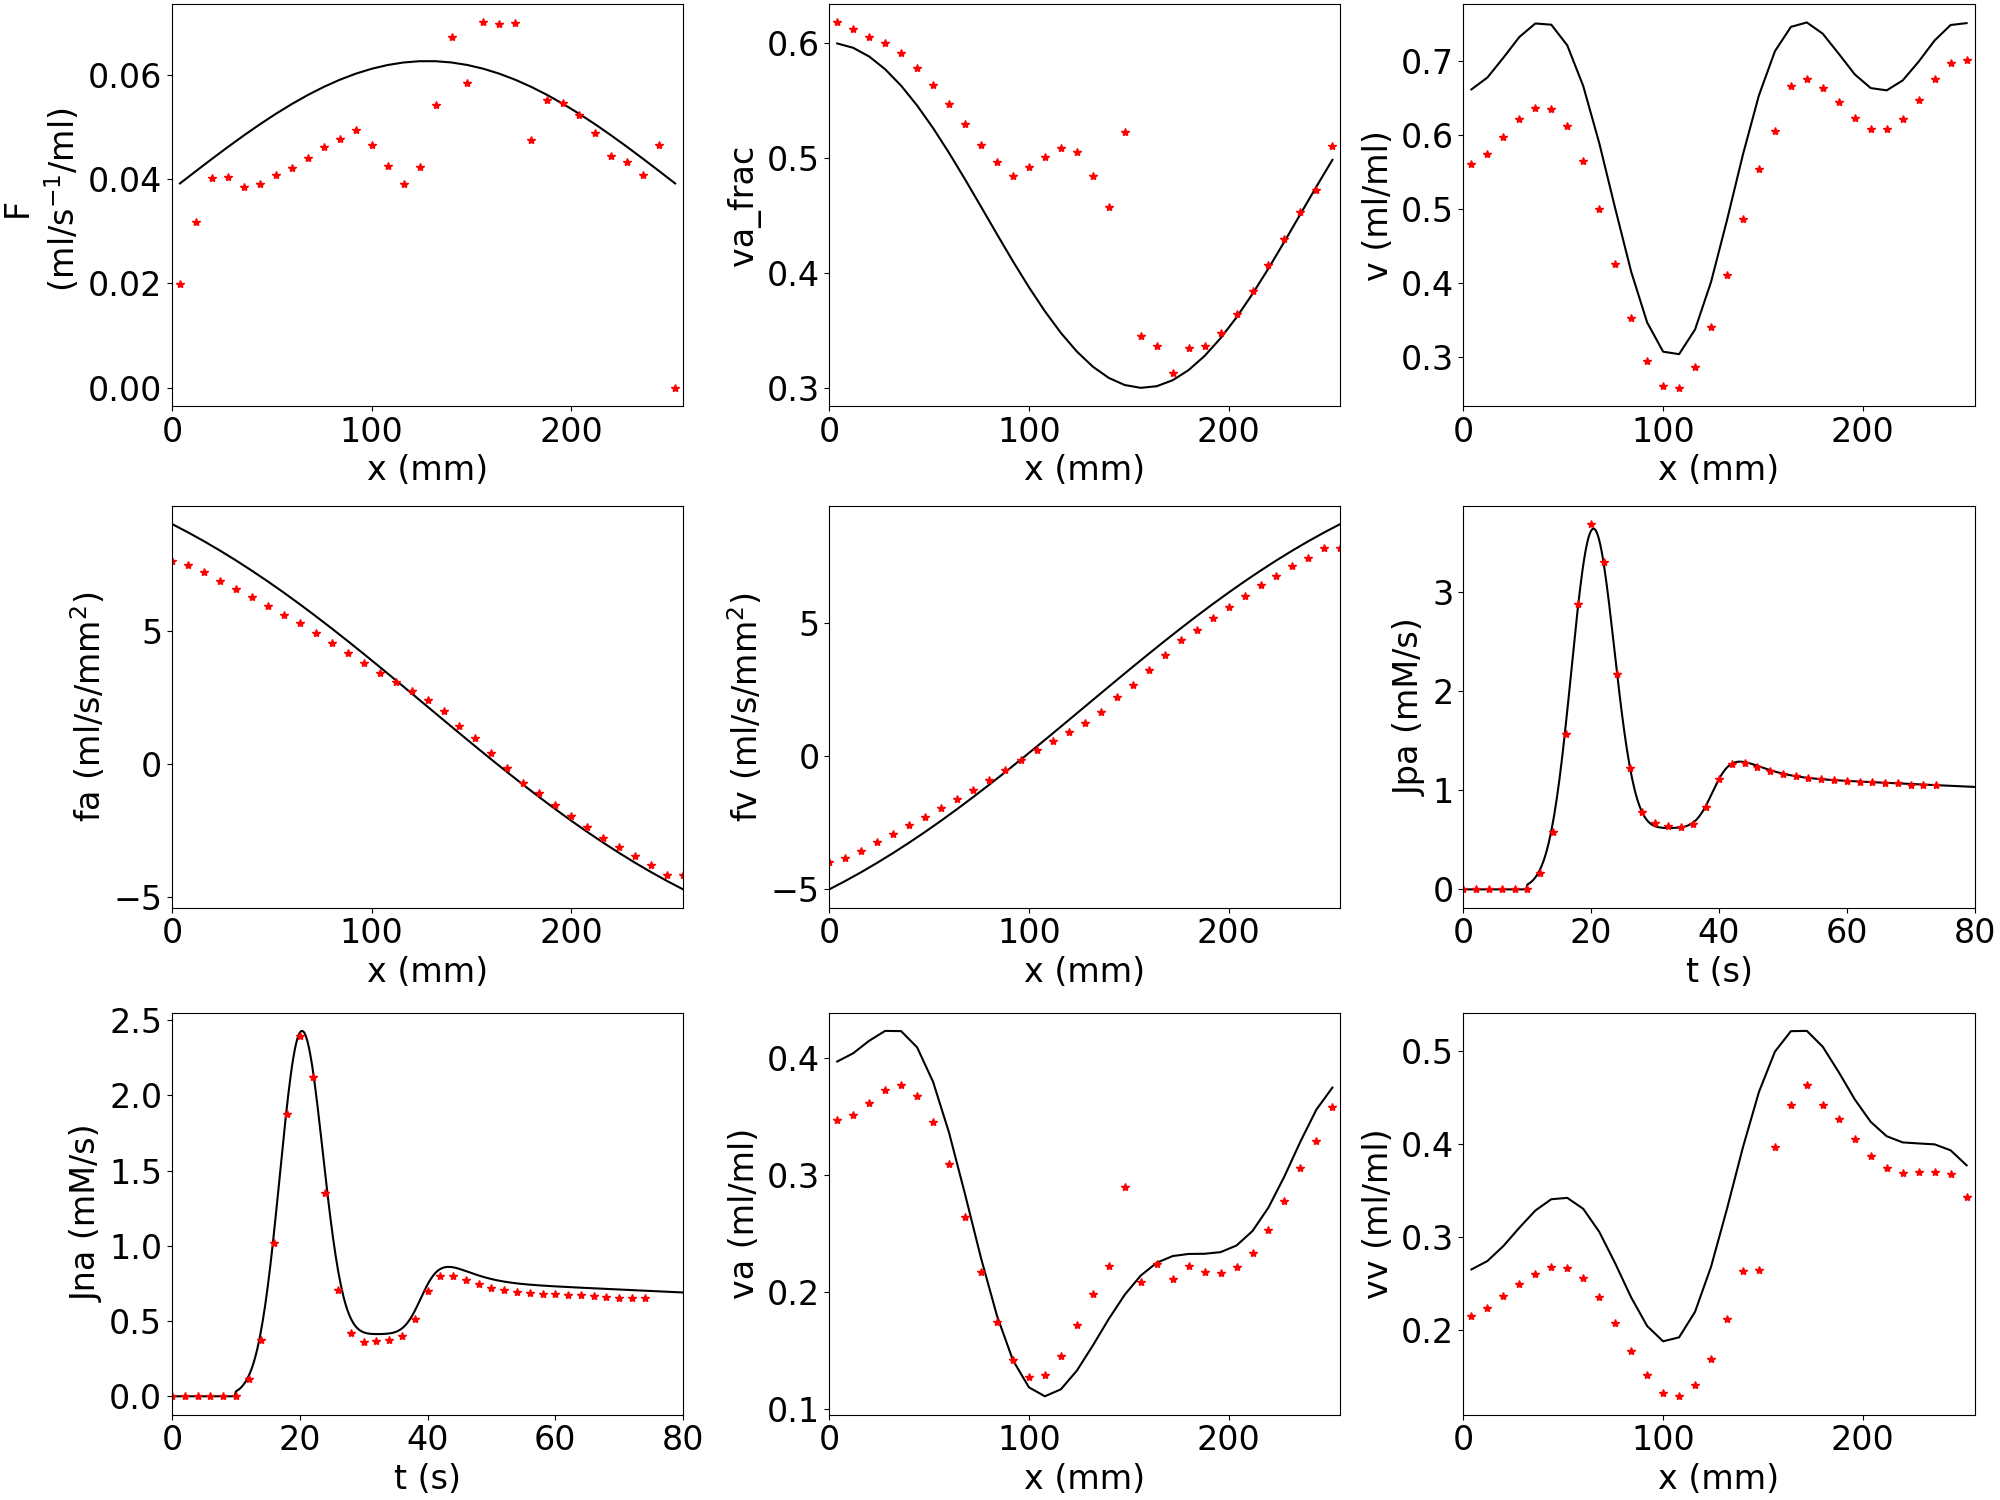 F
(ml/s⁻¹/ml)
0.06
0.04
0.02
0.00
0 100 200
x (mm)
va_frac
0.6
0.5
0.4
0.3
0 100 200
x (mm)
v (ml/ml)
0.7
0.6
0.5
0.4
0.3
0 100 200
x (mm)
fa (ml/s/mm²)
5
0
−5
0 100 200
x (mm)
fv (ml/s/mm²)
5
0
−5
0 100 200
x (mm)
Jpa (mM/s)
3
2
1
0
0 20 40 60 80
t (s)
Jna (mM/s)
2.5
2.0
1.5
1.0
0.5
0.0
0 20 40 60 80
t (s)
va (ml/ml)
0.4
0.3
0.2
0.1
0 100 200
x (mm)
vv (ml/ml)
0.5
0.4
0.3
0.2
0 100 200
x (mm)